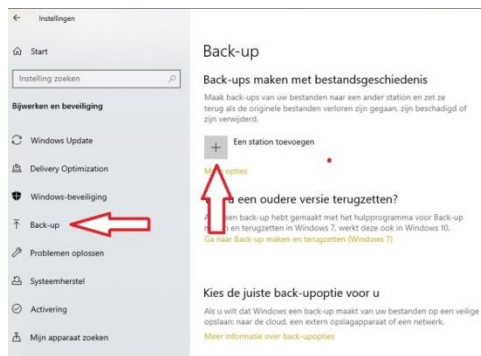 Instellingen
Start
Instelling zoeken
Bijwerken en beveiliging
Windows Update
Delivery Optimization
Windows-beveiliging
Back-up
Problemen oplossen
Systeemherstel
Activering
Mijn apparaat zoeken
Back-up
Back-ups maken met bestandsgeschiedenis
Maak back-ups van uw bestanden naar een ander station en zet ze
terug als de originele bestanden verloren zijn gegaan, zijn beschadigd of
zijn verwijderd.
Een station toevoegen
opties
u een oudere versie terugzetten?
een back-up hebt gemaakt met het hulpprogramma voor Back-up
en terugzetten in Windows 7, werkt deze ook in Windows 10.
Ga naar Back-up maken en terugzetten (Windows 7)
Kies de juiste back-upoptie voor u
Als u wilt dat Windows een back-up maakt van uw bestanden op een veilige
opslaan: naar de cloud, een extern opslagapparaat of een netwerk.
Meer informatie over back-upopties